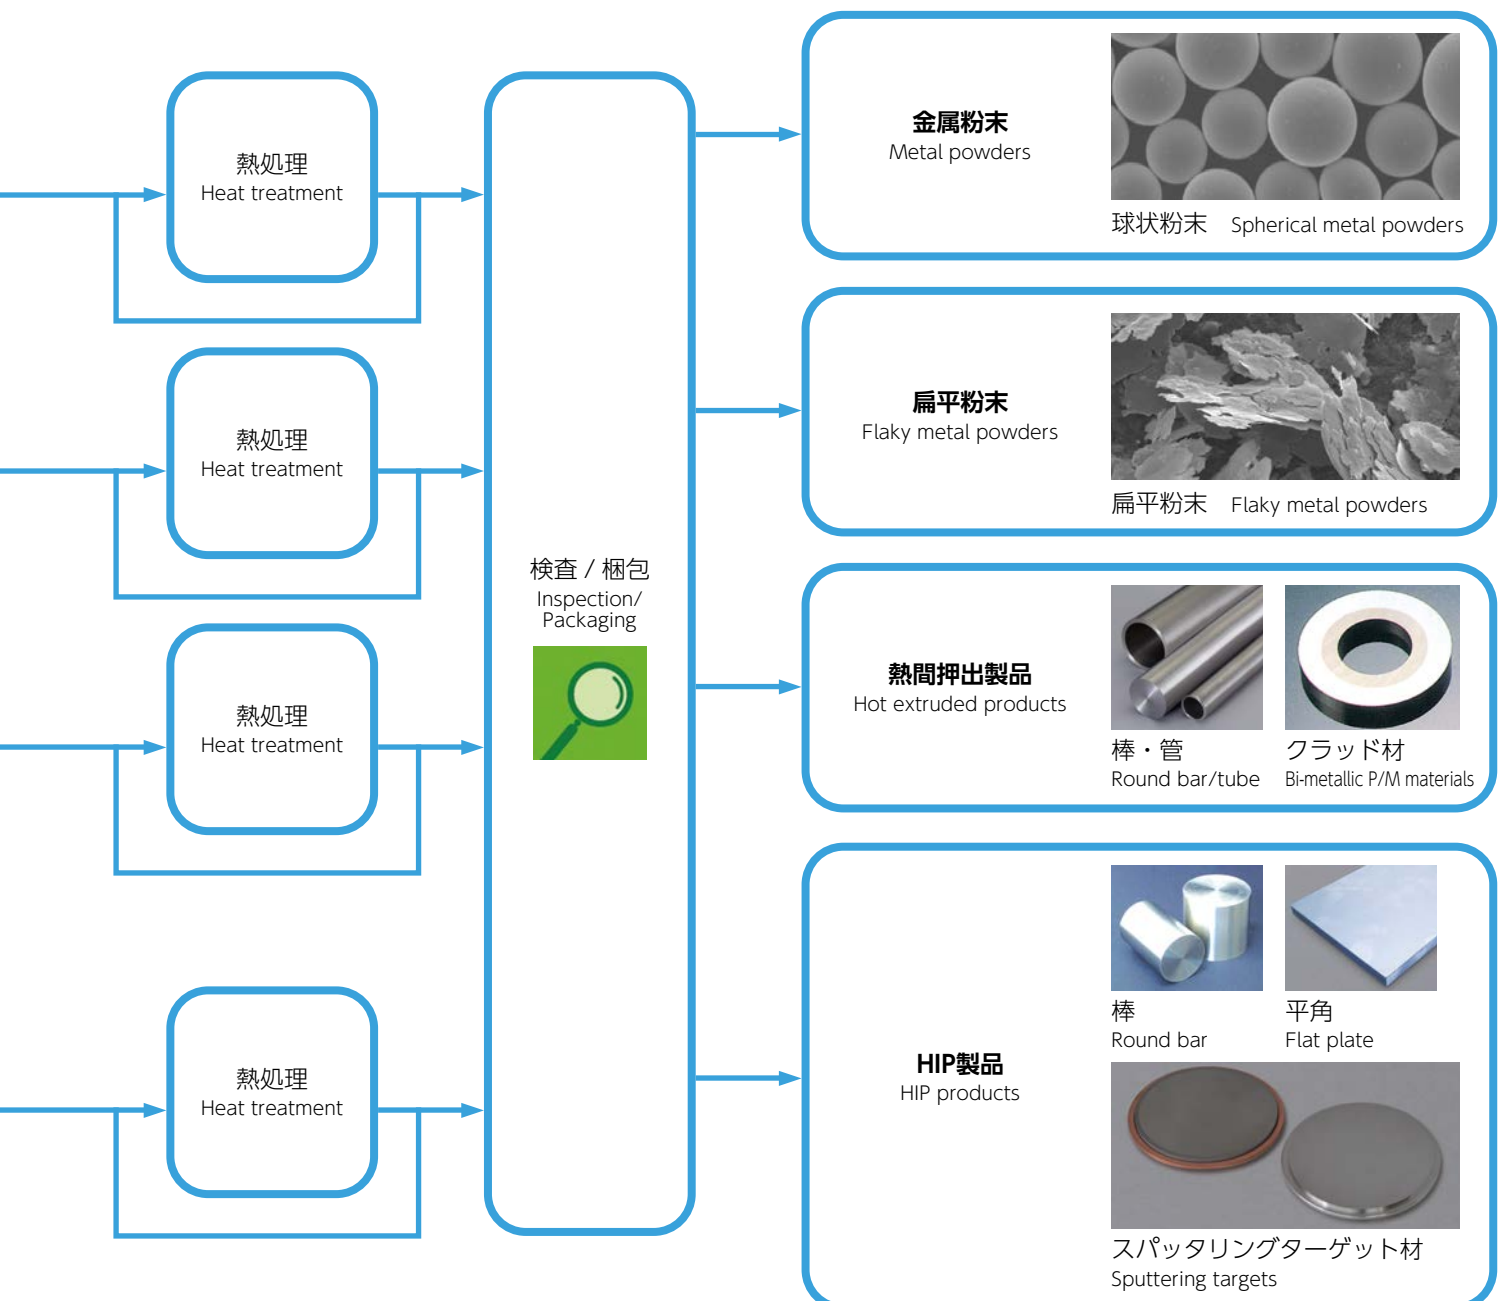 熱処理
Heat treatment
熱処理
Heat treatment
熱処理
Heat treatment
熱処理
Heat treatment
検査 / 梱包
Inspection/
Packaging
金属粉末
Metal powders
球状粉末 Spherical metal powders
扁平粉末
Flaky metal powders
扁平粉末 Flaky metal powders
熱間押出製品
Hot extruded products
棒・管
Round bar/tube
クラッド材
Bi-metallic P/M materials
HIP製品
HIP products
棒
Round bar
平角
Flat plate
スパッタリングターゲット材
Sputtering targets